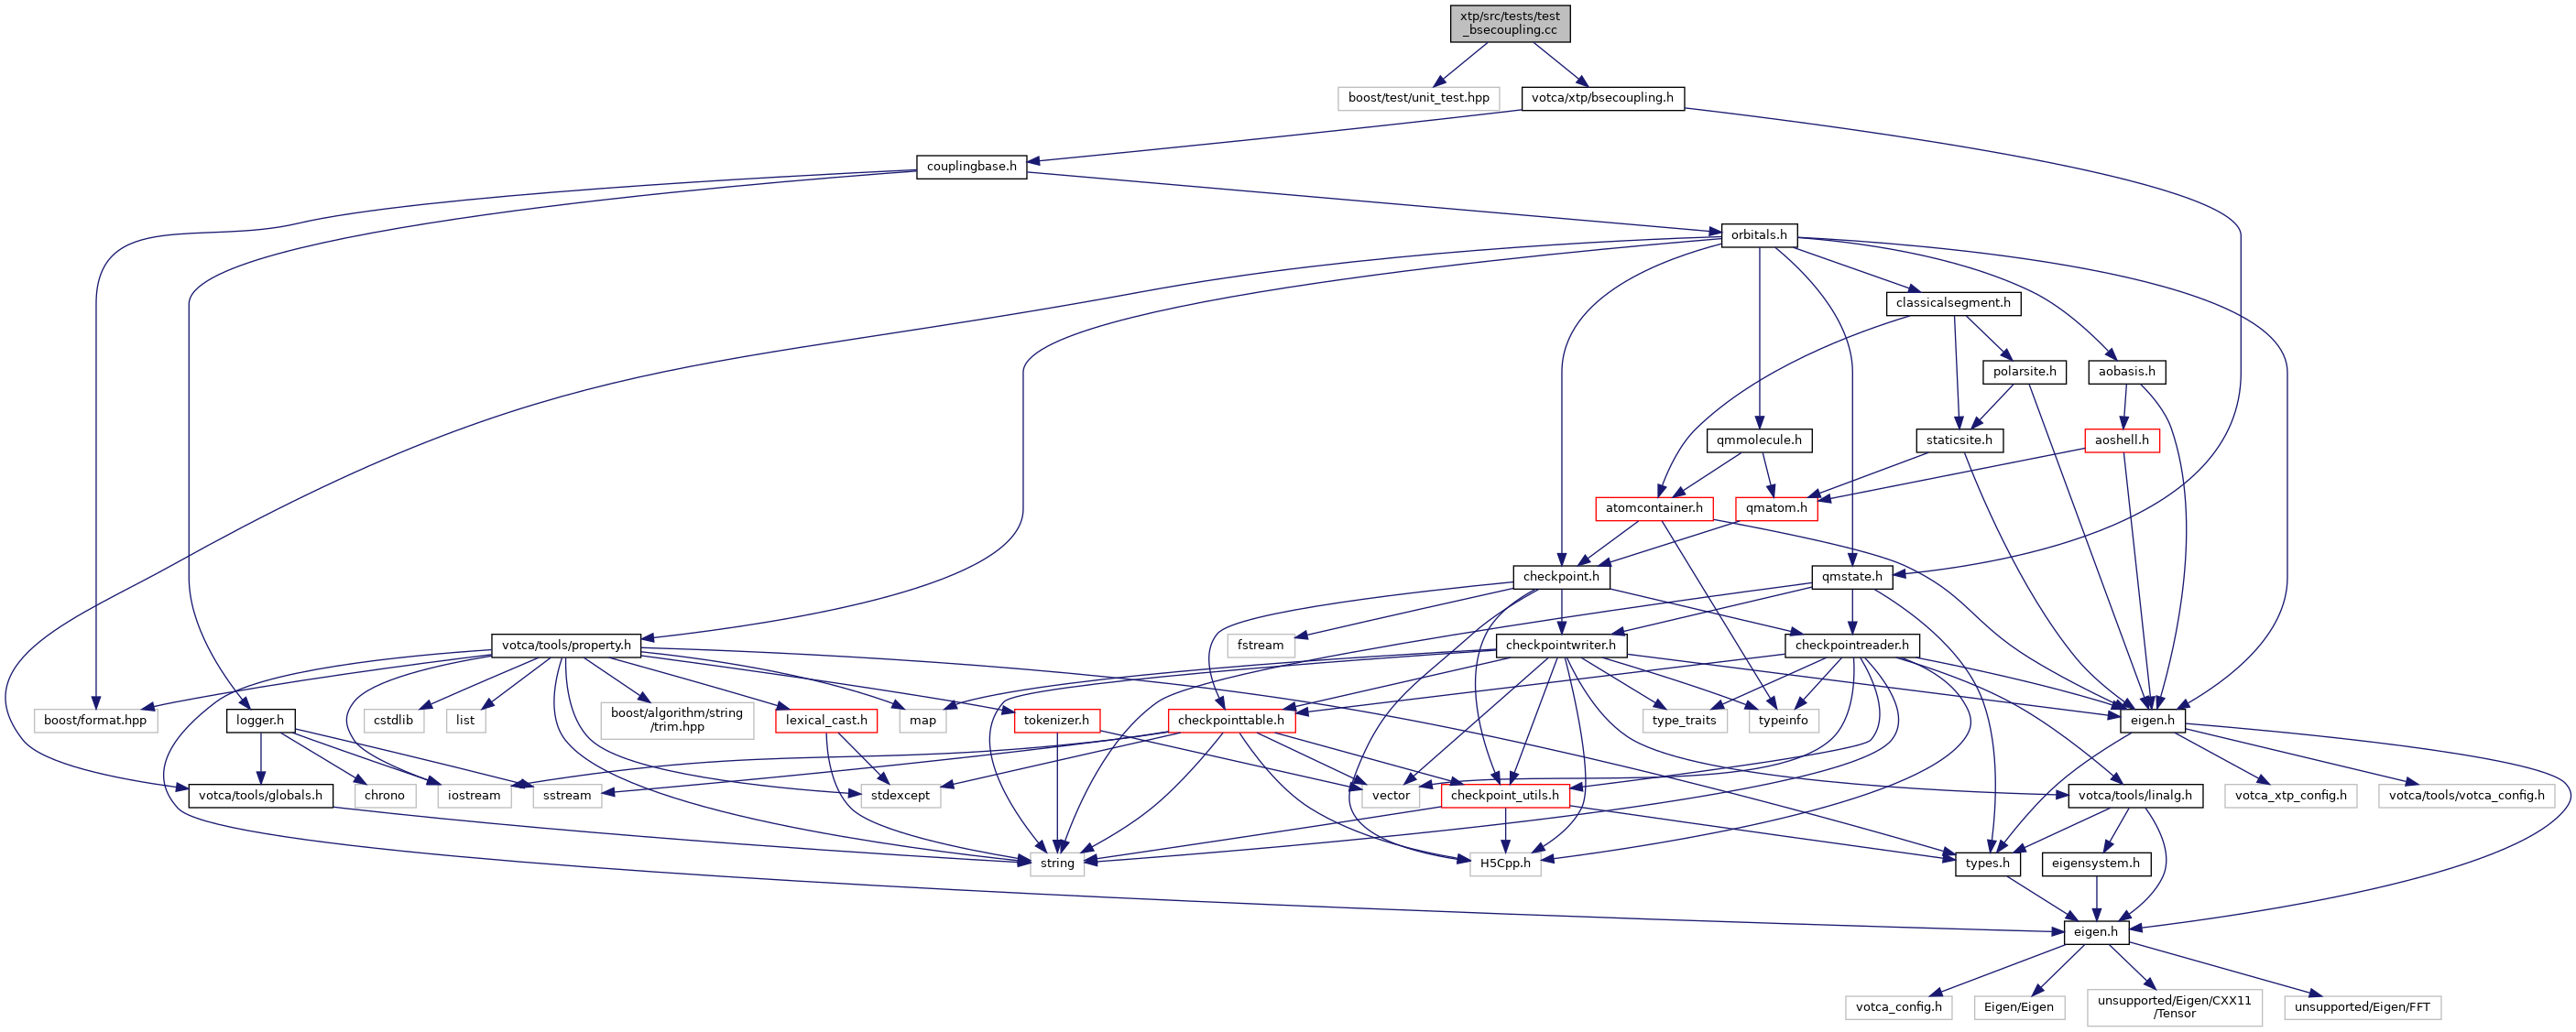 xtp/src/tests/test
_bsecoupling.cc
boost/test/unit_test.hpp
votca/xtp/bsecoupling.h
couplingbase.h
orbitals.h
classicalsegment.h
polarsite.h
aobasis.h
qmmolecule.h
staticsite.h
aoshell.h
atomcontainer.h
qmatom.h
checkpoint.h
qmstate.h
votca/tools/property.h
fstream
checkpointwriter.h
checkpointreader.h
boost/format.hpp
logger.h
cstdlib
list
boost/algorithm/string
/trim.hpp
lexical_cast.h
map
tokenizer.h
checkpointtable.h
type_traits
typeinfo
eigen.h
votca/tools/globals.h
chrono
iostream
sstream
stdexcept
vector
checkpoint_utils.h
votca/tools/linalg.h
votca_xtp_config.h
votca/tools/votca_config.h
string
H5Cpp.h
types.h
eigensystem.h
eigen.h
votca_config.h
Eigen/Eigen
unsupported/Eigen/CXX11
/Tensor
unsupported/Eigen/FFT